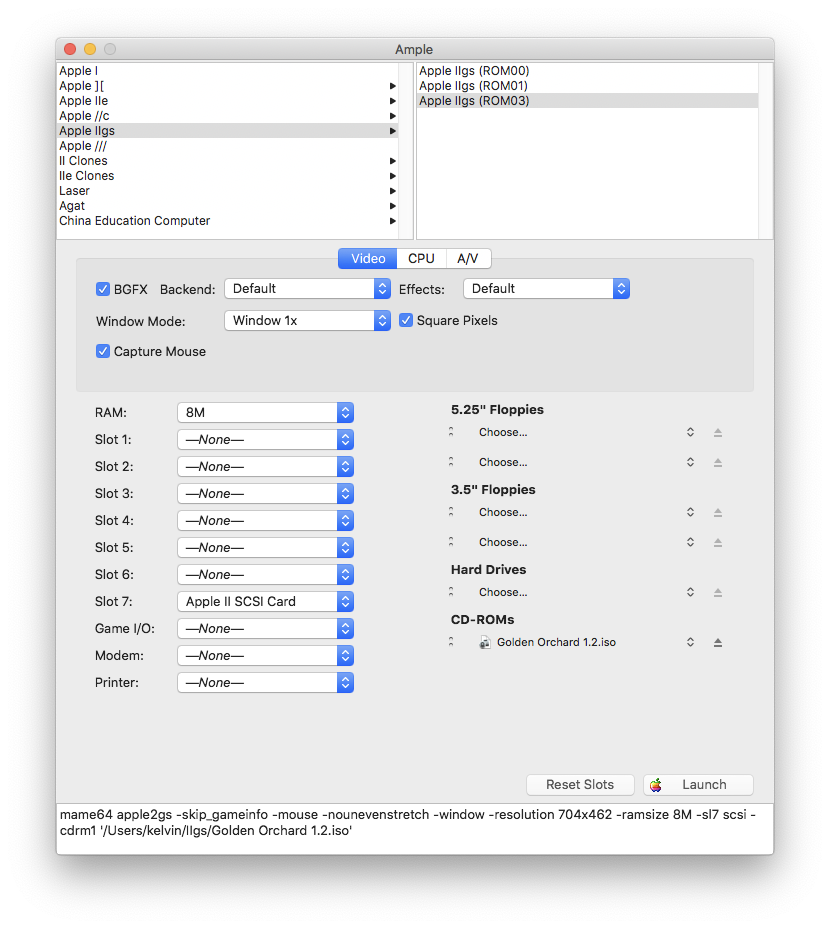 Ample
Apple I
Apple ][
Apple IIe
Apple //c
Apple IIgs
Apple ///
II Clones
IIe Clones
Laser
Agat
China Education Computer
Apple IIgs (ROM00)
Apple IIgs (ROM01)
Apple IIgs (ROM03)
Video CPU A/V
BGFX Backend: Default Effects: Default
Window Mode: Window 1x Square Pixels
Capture Mouse
RAM: 8M
Slot 1: —None—
Slot 2: —None—
Slot 3: —None—
Slot 4: —None—
Slot 5: —None—
Slot 6: —None—
Slot 7: Apple II SCSI Card
Game I/O: —None—
Modem: —None—
Printer: —None—
5.25" Floppies
Choose...
Choose...
3.5" Floppies
Choose...
Choose...
Hard Drives
Choose...
CD-ROMs
Golden Orchard 1.2.iso
Reset Slots Launch
mame64 apple2gs -skip_gameinfo -mouse -nounevenstretch -window -resolution 704x462 -ramsize 8M -sl7 scsi -
cdrm1 '/Users/kelvin/IIgs/Golden Orchard 1.2.iso'